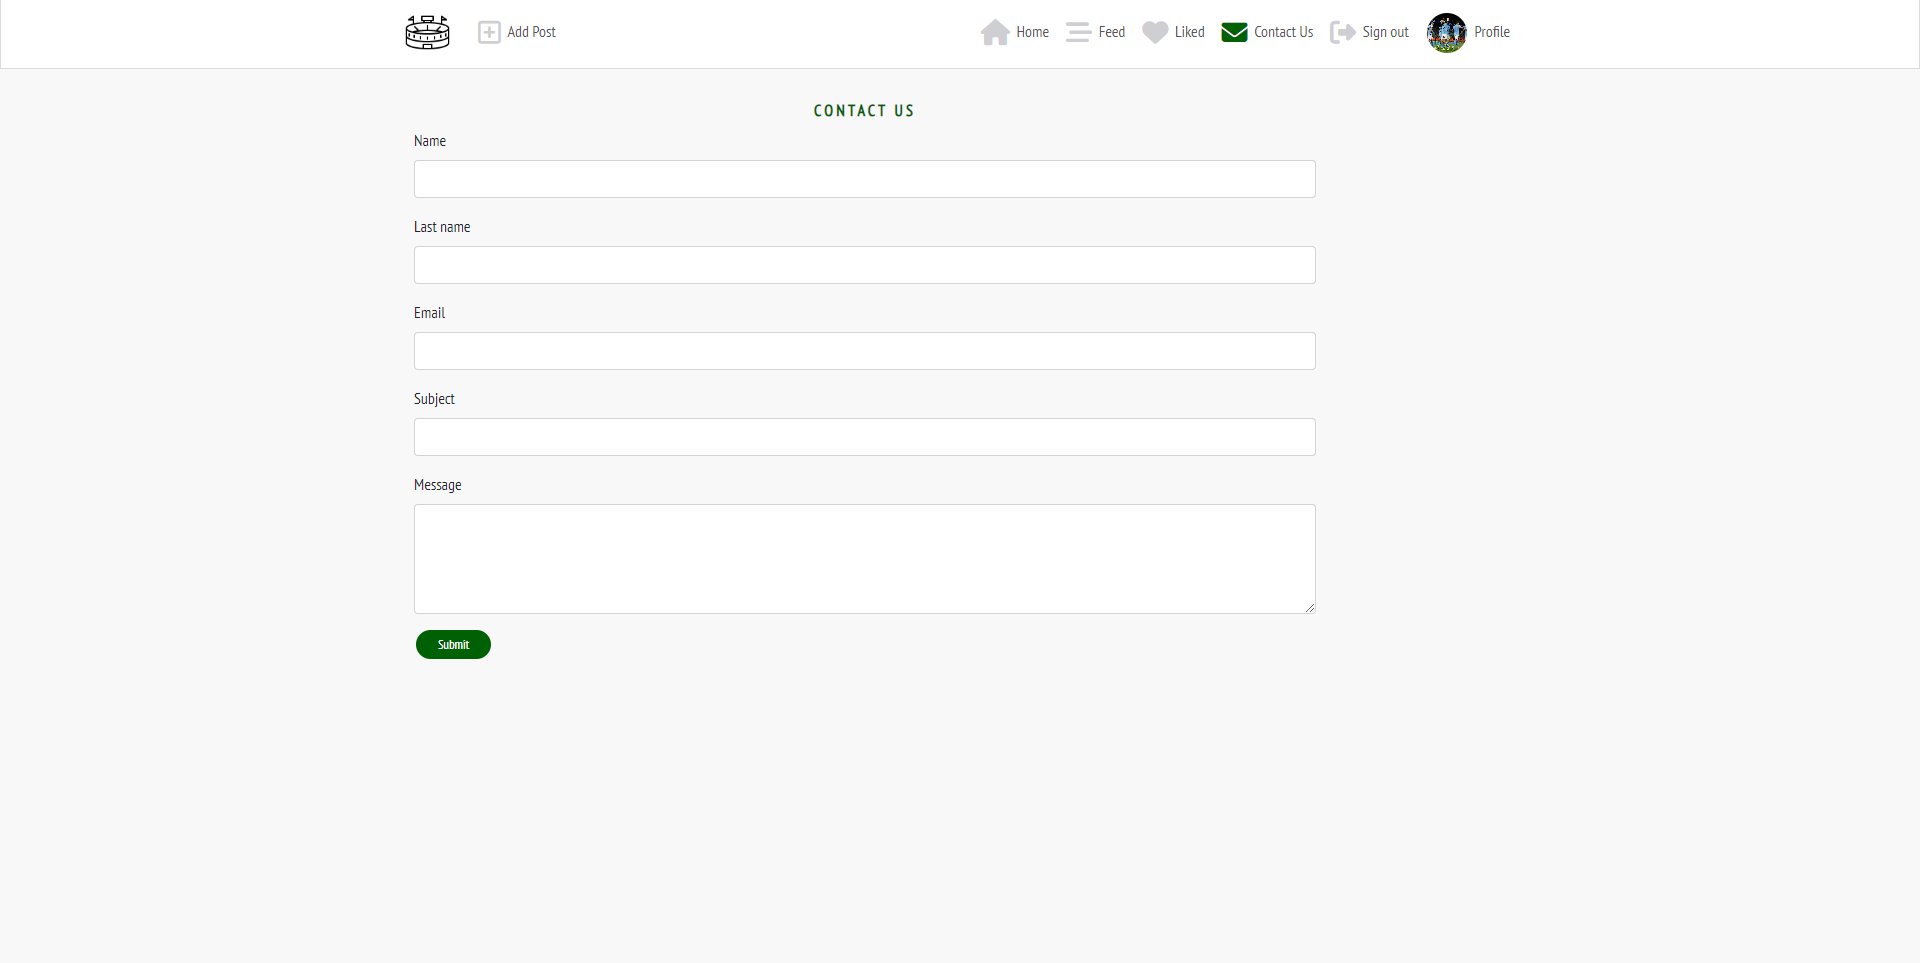 Add Post Home Feed Liked Contact Us Sign out Profile
CONTACT US
Name
Last name
Email
Subject
Message
Submit